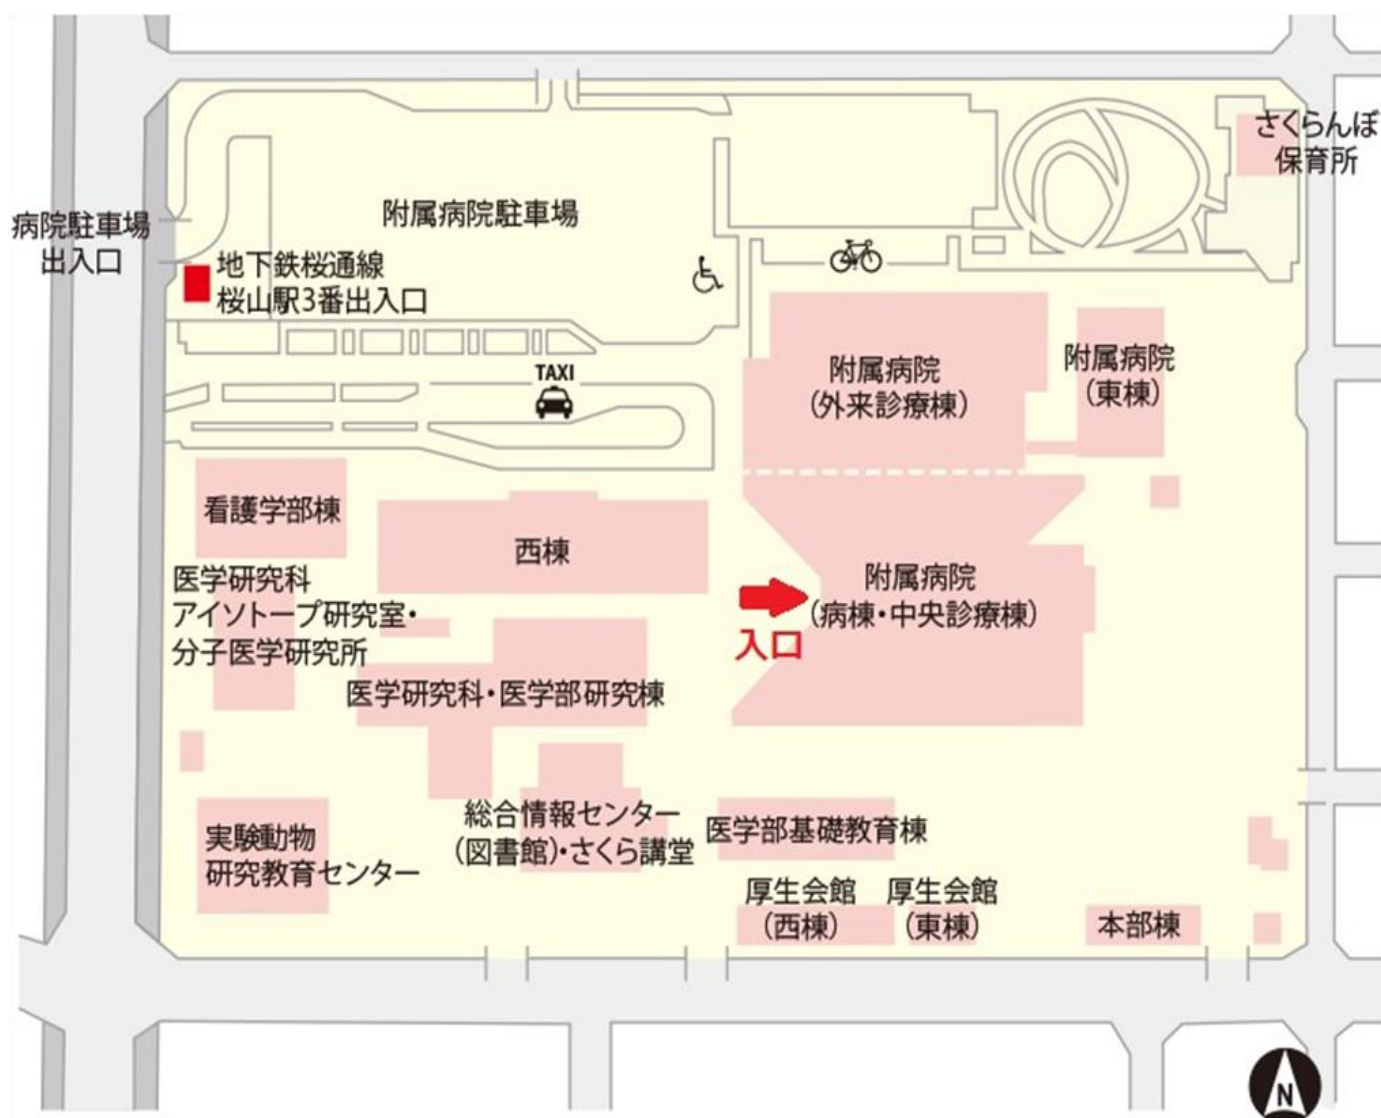 さくらんぼ
保育所
附属病院駐車場
病院駐車場
出入口
地下鉄桜通線
桜山駅3番出入口
TAXI
附属病院
(外来診療棟)
附属病院
(東棟)
看護学部棟
西棟
医学研究科
アイソトープ研究室・
分子医学研究所
附属病院
(病棟・中央診療棟)
入口
医学研究科・医学部研究棟
総合情報センター
(図書館)・さくら講堂
医学部基礎教育棟
実験動物
研究教育センター
厚生会館
(西棟)
厚生会館
(東棟)
本部棟
N